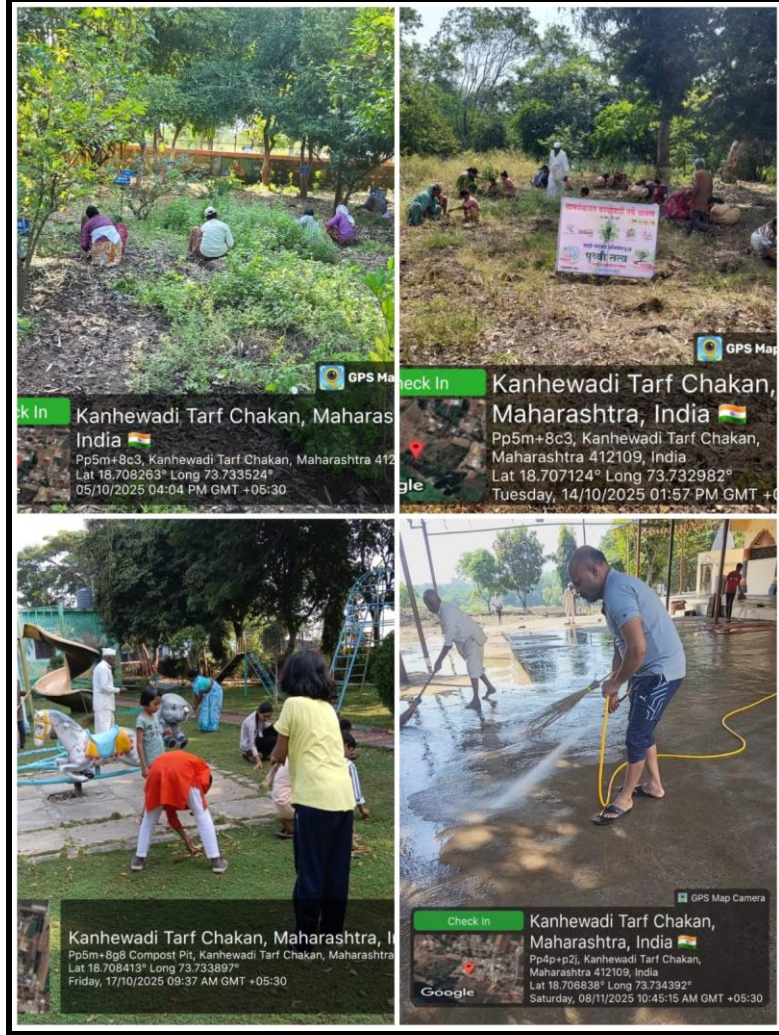 GPS Ma
ck In
Kanhewadi Tarf Chakan, Maharas
India
Pp5m+8c3, Kanhewadi Tarf Chakan, Maharashtra 412
Lat 18.708263° Long 73.733524°
05/10/2025 04:04 PM GMT +05:30
पृथ्वी तत्व
GPS Map
heck In
Kanhewadi Tarf Chakan,
Maharashtra, India
Pp5m+8c3, Kanhewadi Tarf Chakan,
Maharashtra 412109, India
Lat 18.707124° Long 73.732982°
Tuesday, 14/10/2025 01:57 PM GMT +0
gle
Kanhewadi Tarf Chakan, Maharashtra, I
Pp5m+8g8 Compost Pit, Kanhewadi Tarf Chakan, Maharashtra
Lat 18.708413° Long 73.733897°
Friday, 17/10/2025 09:37 AM GMT +05:30
GPS Map Camera
Check In
Kanhewadi Tarf Chakan,
Maharashtra, India
Pp4p+p2j, Kanhewadi Tarf Chakan,
Maharashtra 412109, India
Lat 18.706838° Long 73.734392°
Saturday, 08/11/2025 10:45:15 AM GMT +05:30
Google